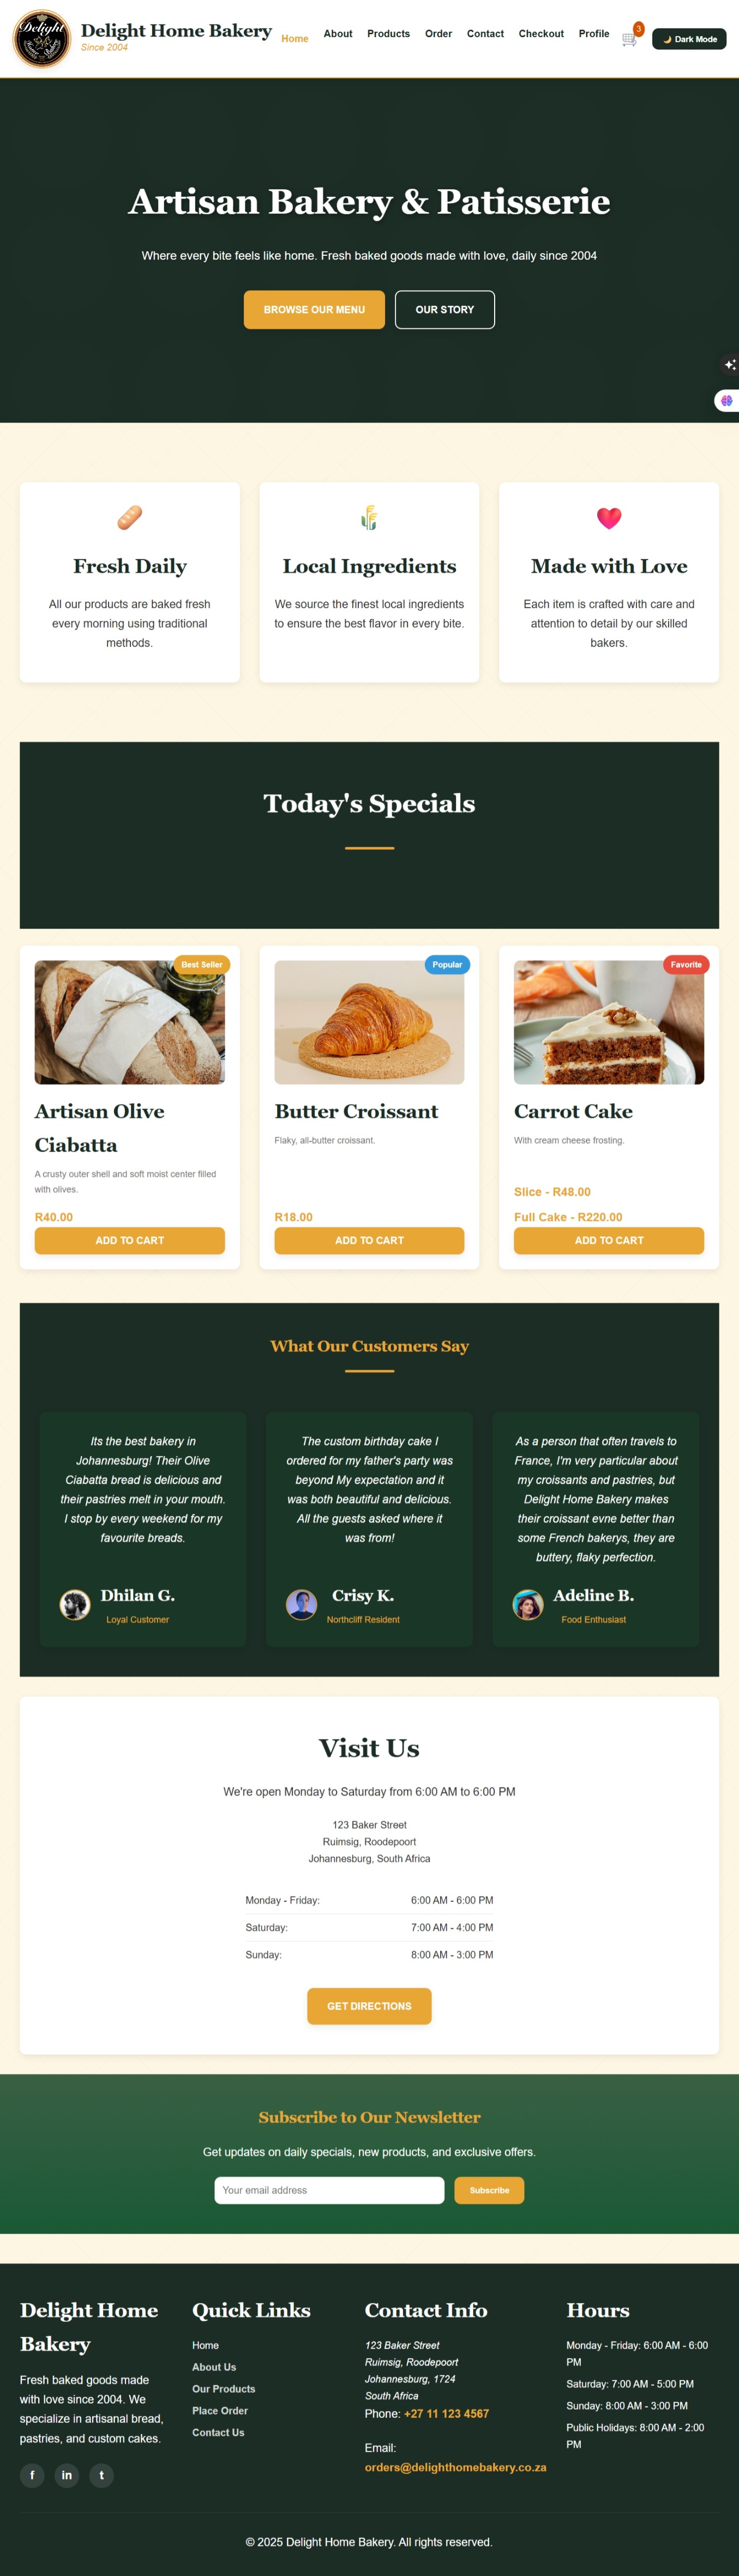 Delight
Delight Home Bakery
Since 2004
Home
About
Products
Order
Contact
Checkout
Profile
3
Dark Mode
Artisan Bakery & Patisserie
Where every bite feels like home. Fresh baked goods made with love, daily since 2004
BROWSE OUR MENU
OUR STORY
Fresh Daily
All our products are baked fresh
every morning using traditional
methods.
Local Ingredients
We source the finest local ingredients
to ensure the best flavor in every bite.
Made with Love
Each item is crafted with care and
attention to detail by our skilled
bakers.
Today's Specials
Best Seller
Artisan Olive
Ciabatta
A crusty outer shell and soft moist center filled
with olives.
R40.00
ADD TO CART
Popular
Butter Croissant
Flaky, all-butter croissant.
R18.00
ADD TO CART
Favorite
Carrot Cake
With cream cheese frosting.
Slice - R48.00
Full Cake - R220.00
ADD TO CART
What Our Customers Say
Its the best bakery in
Johannesburg! Their Olive
Ciabatta bread is delicious and
their pastries melt in your mouth.
I stop by every weekend for my
favourite breads.
Dhilan G.
Loyal Customer
The custom birthday cake I
ordered for my father's party was
beyond My expectation and it
was both beautiful and delicious.
All the guests asked where it
was from!
Crisy K.
Northcliff Resident
As a person that often travels to
France, I'm very particular about
my croissants and pastries, but
Delight Home Bakery makes
their croissant evne better than
some French bakerys, they are
buttery, flaky perfection.
Adeline B.
Food Enthusiast
Visit Us
We're open Monday to Saturday from 6:00 AM to 6:00 PM
123 Baker Street
Ruimsig, Roodepoort
Johannesburg, South Africa
Monday - Friday: 6:00 AM - 6:00 PM
Saturday: 7:00 AM - 4:00 PM
Sunday: 8:00 AM - 3:00 PM
GET DIRECTIONS
Subscribe to Our Newsletter
Get updates on daily specials, new products, and exclusive offers.
Your email address
Subscribe
Delight Home
Bakery
Fresh baked goods made
with love since 2004. We
specialize in artisanal bread,
pastries, and custom cakes.
f
in
t
Quick Links
Home
About Us
Our Products
Place Order
Contact Us
Contact Info
123 Baker Street
Ruimsig, Roodepoort
Johannesburg, 1724
South Africa
Phone: +27 11 123 4567
Email:
orders@delighthomebakery.co.za
Hours
Monday - Friday: 6:00 AM - 6:00
PM
Saturday: 7:00 AM - 5:00 PM
Sunday: 8:00 AM - 3:00 PM
Public Holidays: 8:00 AM - 2:00
PM
© 2025 Delight Home Bakery. All rights reserved.